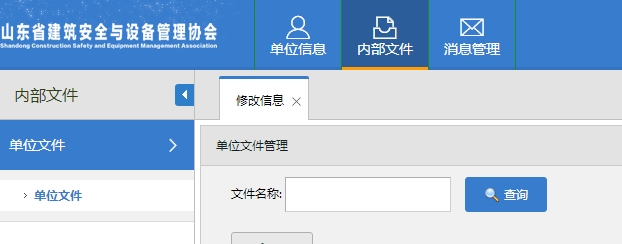 山东省建筑安全与设备管理协会
Shandong Construction Safety and Equipment Management Association
单位信息
内部文件
消息管理
内部文件
修改信息
单位文件
单位文件管理
单位文件
文件名称:
查询